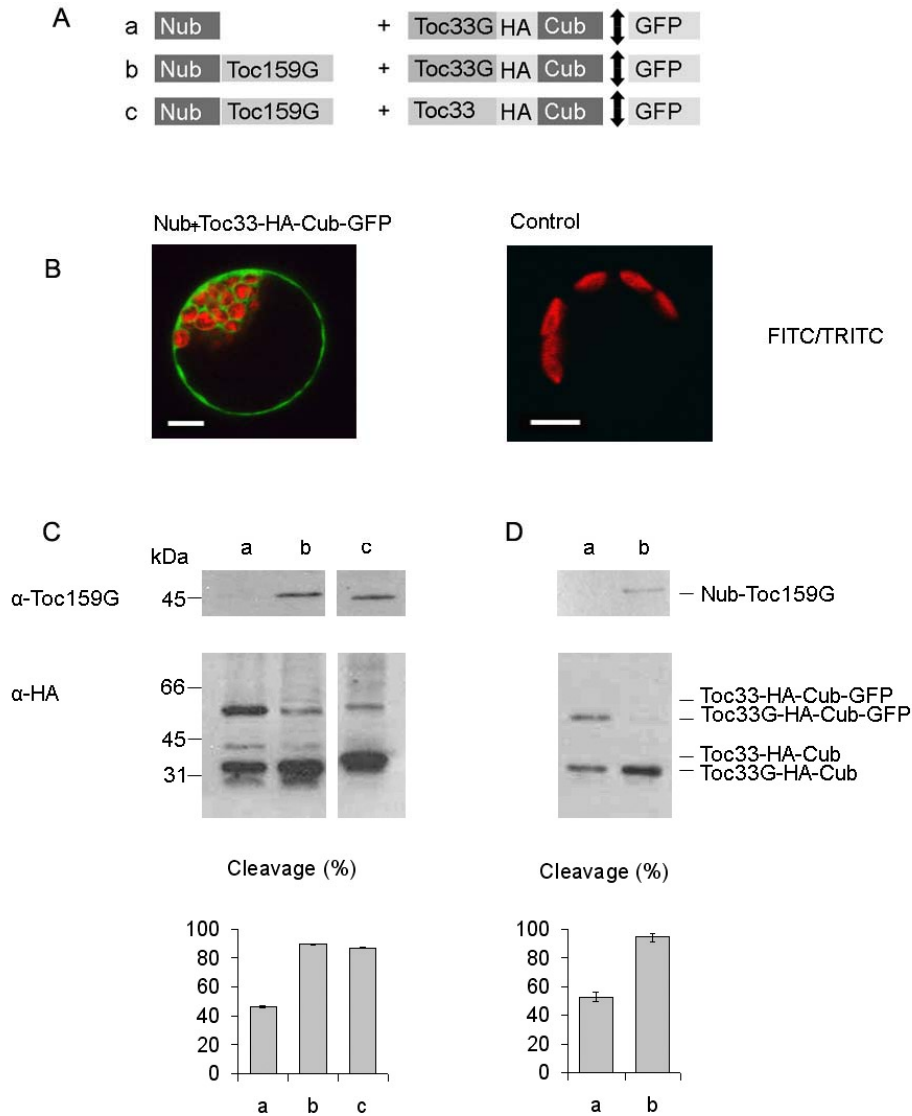 A
a Nub + Toc33G HA Cub GFP
b Nub Toc159G + Toc33G HA Cub GFP
c Nub Toc159G + Toc33 HA Cub GFP
Nub+Toc33-HA-Cub-GFP
Control
B
FITC/TRITC
C
D
kDa
a b c
a b
α-Toc159G
45
Nub-Toc159G
α-HA
66
45
31
Toc33-HA-Cub-GFP
Toc33G-HA-Cub-GFP
Toc33-HA-Cub
Toc33G-HA-Cub
Cleavage (%)
100
80
60
40
20
0
a b c
Cleavage (%)
100
80
60
40
20
0
a b